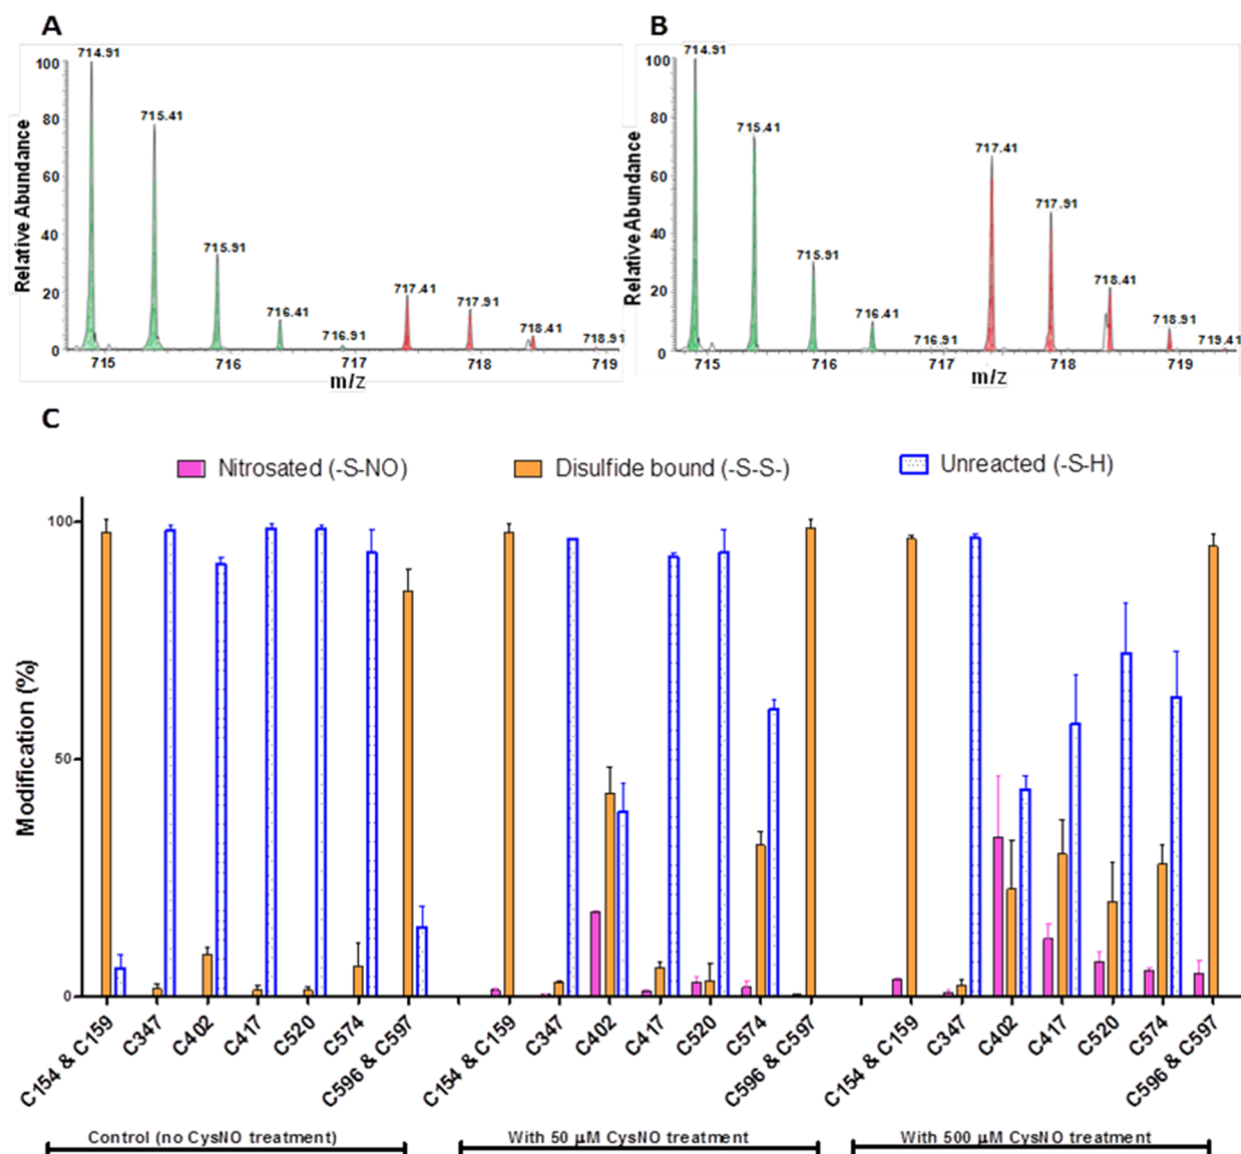 A
B
714.91
715.41
715.91
716.41
716.91
717.41
717.91
718.41
718.91
100
80
60
40
20
0
715
716
717
718
719
Relative Abundance
m/z
714.91
715.41
715.91
716.41
716.91
717.41
717.91
718.41
718.91
719.41
100
80
60
40
20
0
715
716
717
718
719
Relative Abundance
m/z
C
Nitrosated (-S-NO)
Disulfide bound (-S-S-)
Unreacted (-S-H)
Modification (%)
100
50
0
C154 & C159
C347
C402
C417
C520
C574
C596 & C597
C154 & C159
C347
C402
C417
C520
C574
C596 & C597
C154 & C159
C347
C402
C417
C520
C574
C596 & C597
Control (no CysNO treatment)
With 50 µM CysNO treatment
With 500 µM CysNO treatment